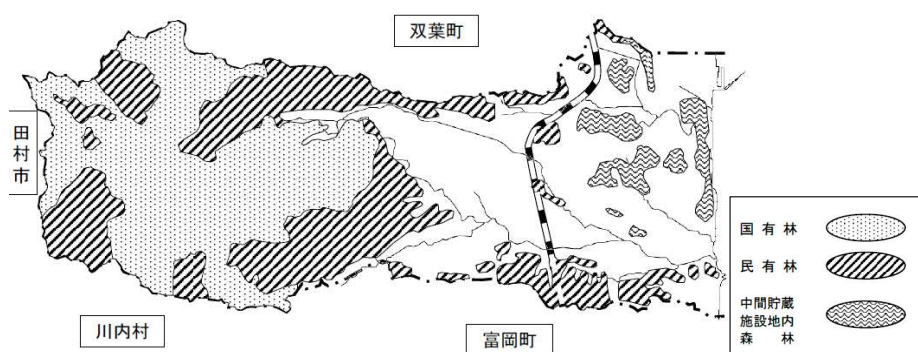 双葉町
田村市
川内村
富岡町
国有林
民有林
中間貯蔵
施設地内
森林